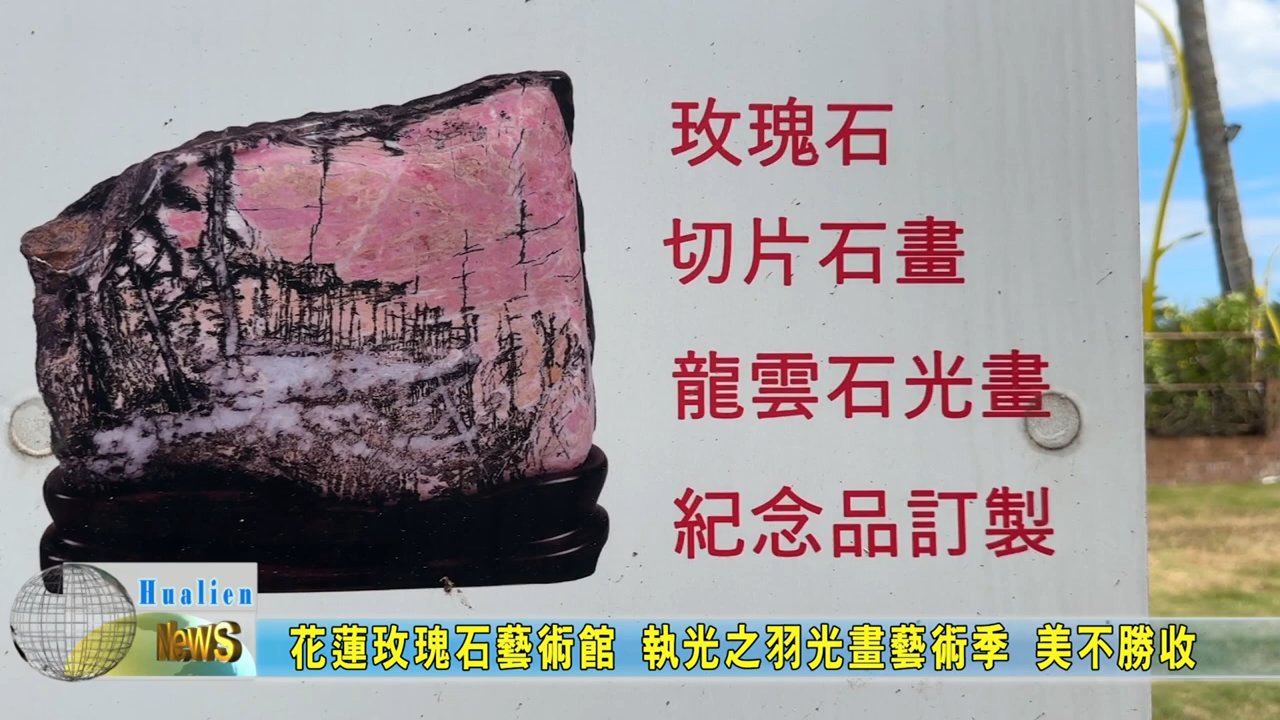 玫瑰石
切片石畫
龍雲石光畫
紀念品訂製
Hualien
NewS
花蓮玫瑰石藝術館 執光之羽光畫藝術季 美不勝收